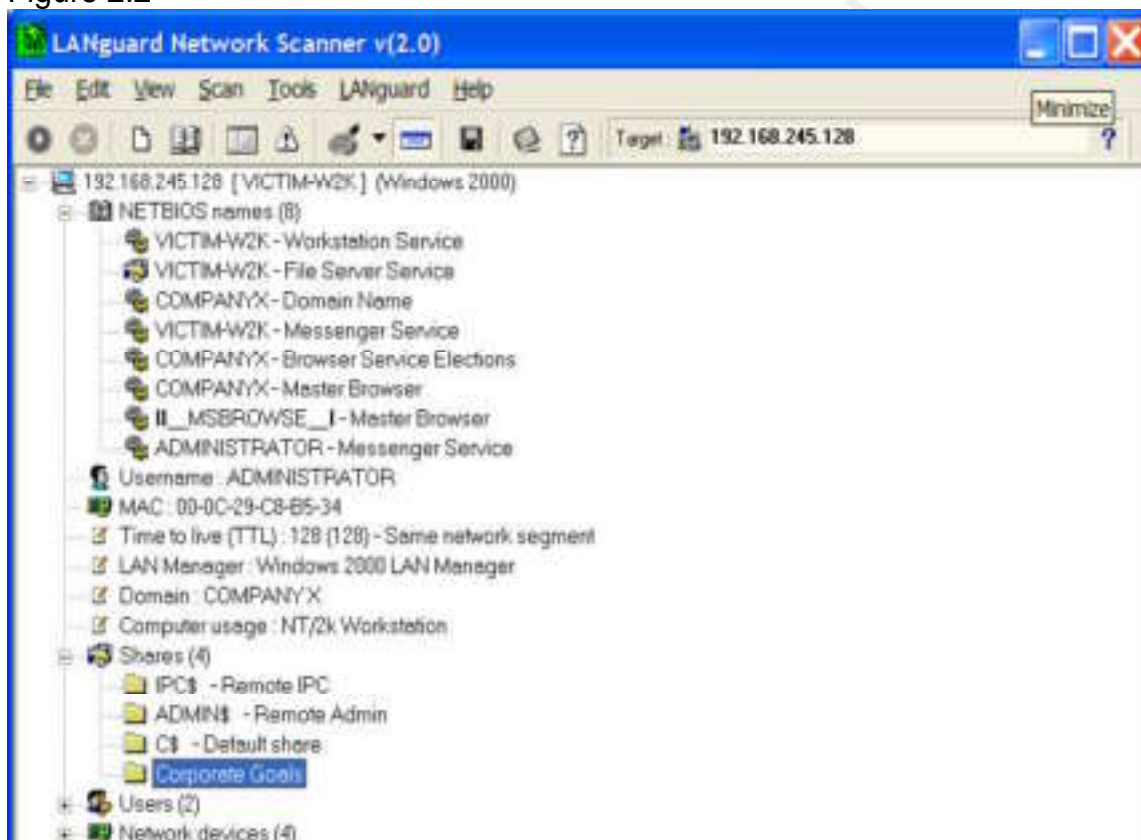 Figure 2.2
LANguard Network Scanner v(2.0)
File Edit View Scan Tools LANguard Help
Minimize
Target: 192.168.245.128 ?
192.168.245.128 [VICTIM-W2K] (Windows 2000)
NETBIOS names (8)
VICTIM-W2K - Workstation Service
VICTIM-W2K - File Server Service
COMPANYX - Domain Name
VICTIM-W2K - Messenger Service
COMPANYX - Browser Service Elections
COMPANYX - Master Browser
__MSBROWSE__ - Master Browser
ADMINISTRATOR - Messenger Service
Username : ADMINISTRATOR
MAC : 00-0C-29-C8-B5-34
Time to live (TTL) : 128 (128) - Same network segment
LAN Manager : Windows 2000 LAN Manager
Domain : COMPANYX
Computer usage : NT/2k Workstation
Shares (4)
IPC$ - Remote IPC
ADMIN$ - Remote Admin
C$ - Default share
Corporate Goals
Users (2)
Network devices (4)